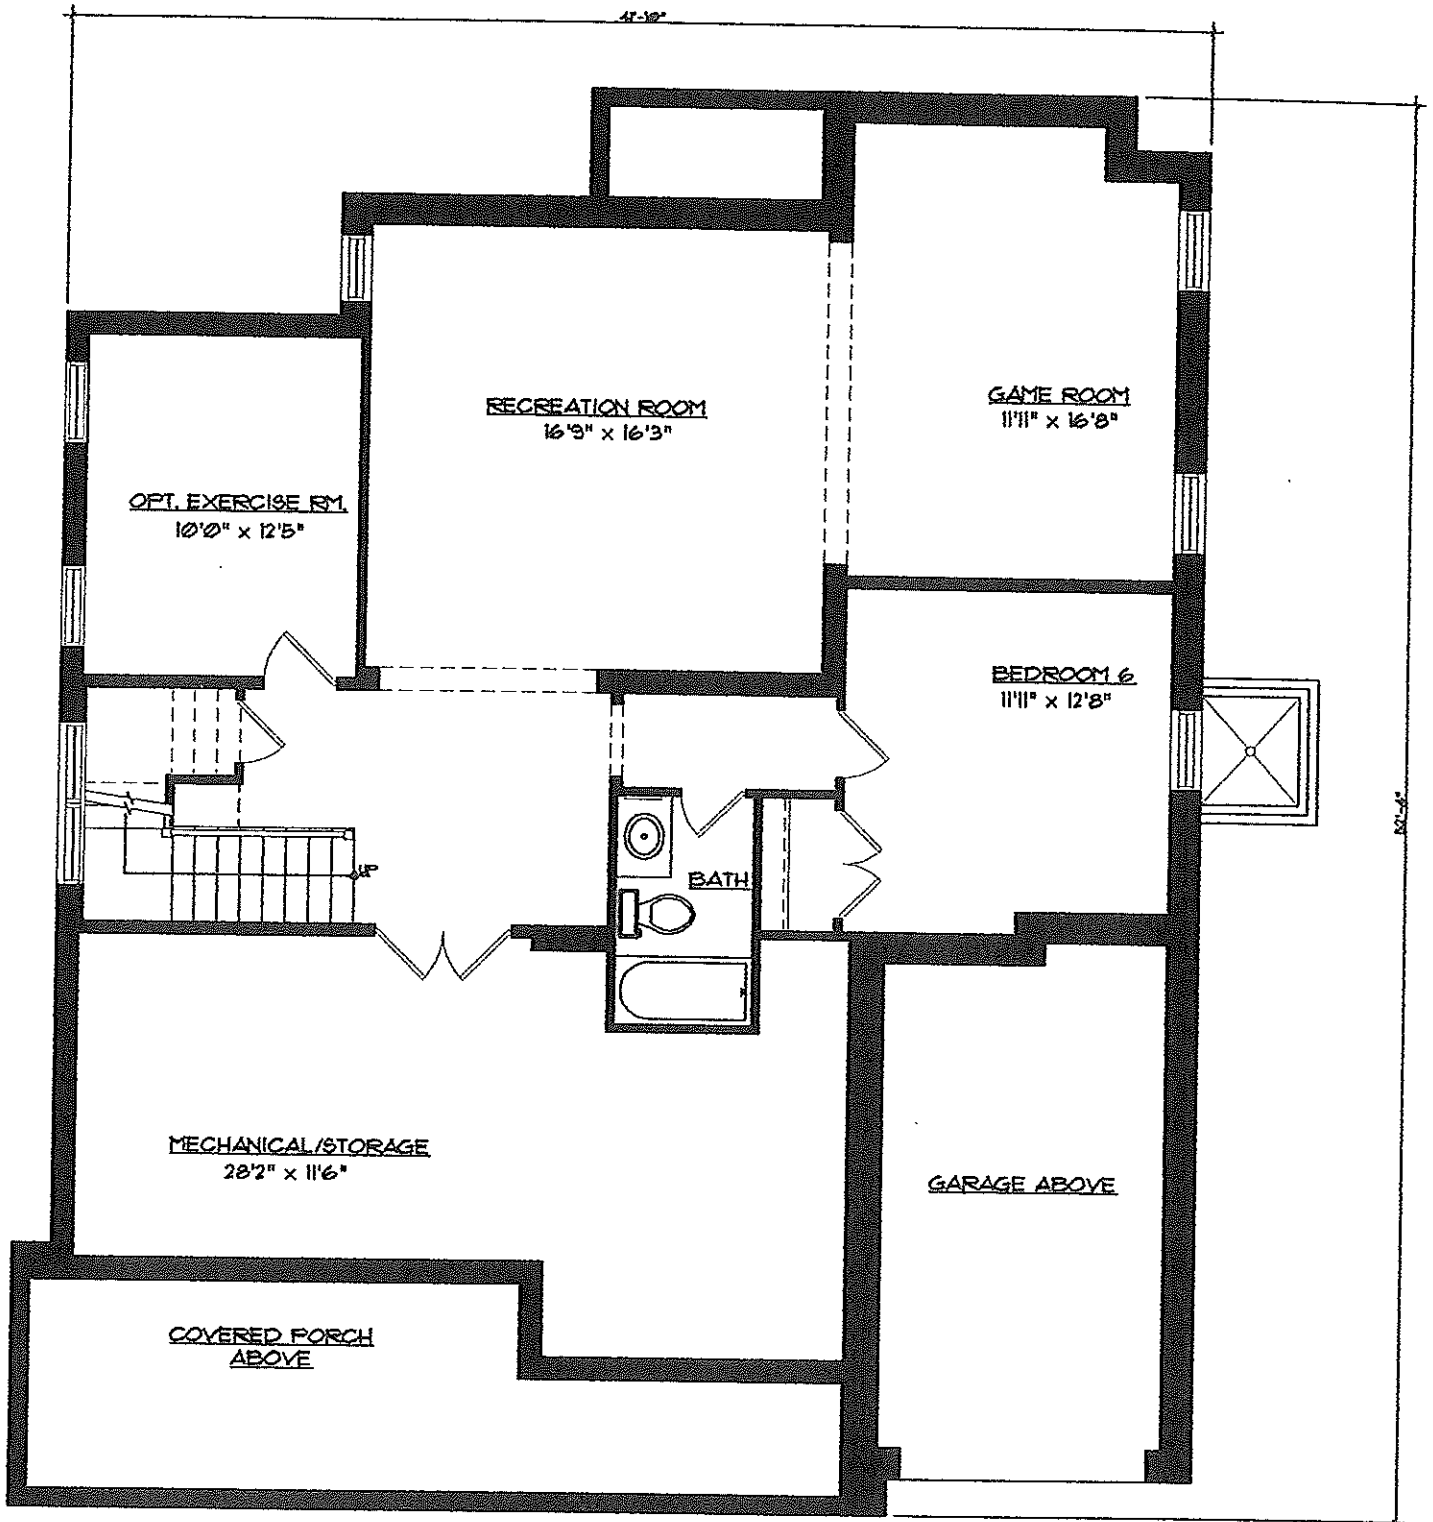 41'-10"
GAME ROOM
11'11" x 16'8"
RECREATION ROOM
16'9" x 16'3"
OPT. EXERCISE RM.
10'0" x 12'5"
BEDROOM 6
11'11" x 12'8"
UP
BATH
MECHANICAL/STORAGE
28'2" x 11'6"
GARAGE ABOVE
COVERED PORCH
ABOVE